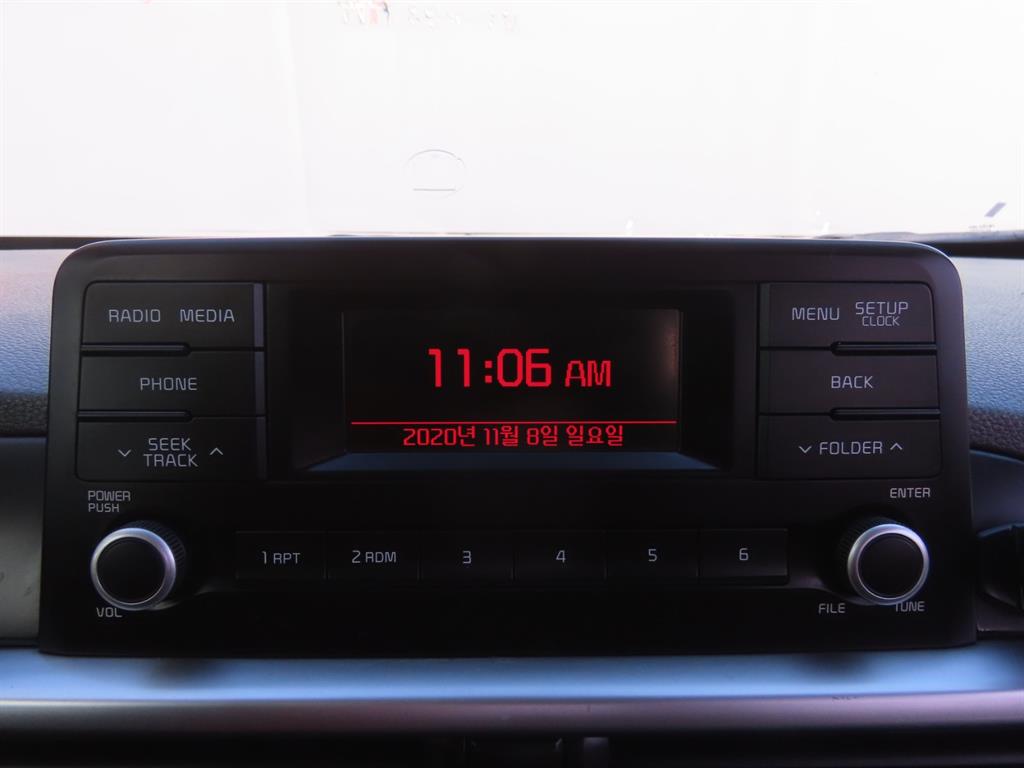 RADIO MEDIA
PHONE
SEEK
TRACK
POWER
PUSH
VOL
11:06 AM
2020년 11월 8일 일요일
1 RPT 2 RDM 3 4 5 6
MENU SETUP
CLOCK
BACK
FOLDER
ENTER
FILE TUNE